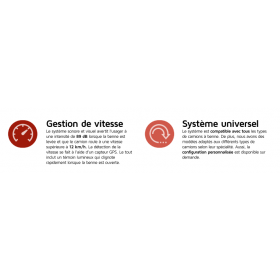 Gestion de vitesse
Le système sonore et visuel avertit l'usager à
une intensité de 89 dB lorsque la benne est
levée et que le camion roule à une vitesse
supérieure à 12 km/h. La détection de la
vitesse se fait à l'aide d'un capteur GPS. Le tout
inclut un témoin lumineux qui clignote
rapidement lorsque la benne est ouverte.
Système universel
Le système est compatible avec tous les types
de camions à benne. De plus, nous avons des
modèles adaptés aux différents types de
camions selon leur spécialité. Aussi, la
configuration personnalisée est disponible sur
demande.